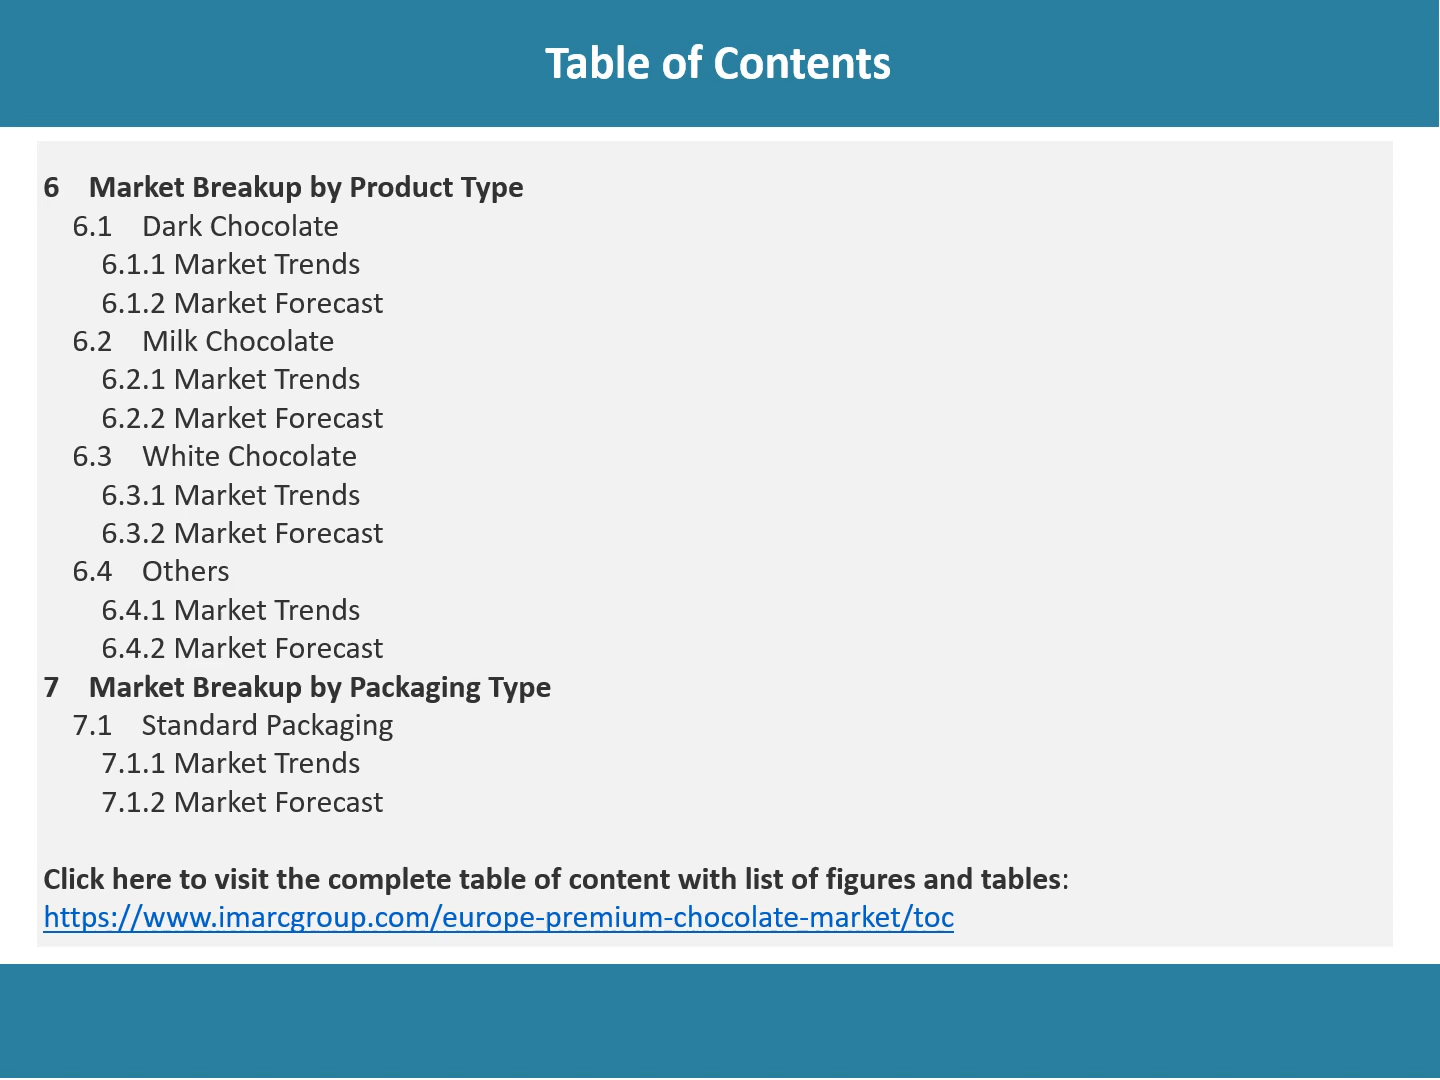 Table of Contents
6 Market Breakup by Product Type
6.1 Dark Chocolate
6.1.1 Market Trends
6.1.2 Market Forecast
6.2 Milk Chocolate
6.2.1 Market Trends
6.2.2 Market Forecast
6.3 White Chocolate
6.3.1 Market Trends
6.3.2 Market Forecast
6.4 Others
6.4.1 Market Trends
6.4.2 Market Forecast
7 Market Breakup by Packaging Type
7.1 Standard Packaging
7.1.1 Market Trends
7.1.2 Market Forecast
Click here to visit the complete table of content with list of figures and tables:
https://www.imarcgroup.com/europe-premium-chocolate-market/toc